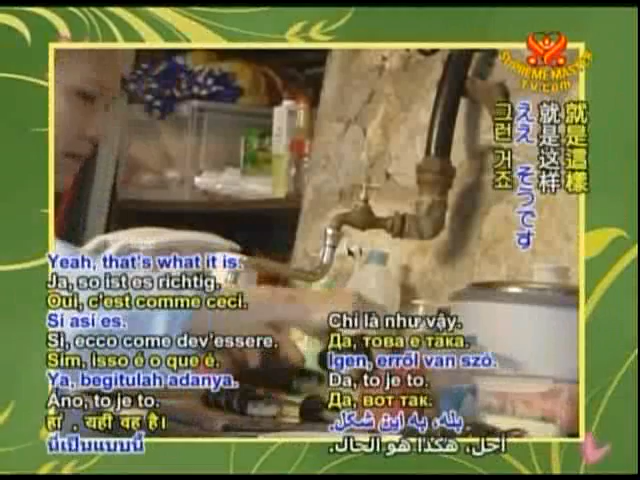 SUPREME MASTER
TV.COM
就是這樣
就是这样
ええ そうです
그런 거죠
Yeah, that's what it is.
Ja, so ist es richtig.
Oui, c'est comme ceci.
Sí así es.
Sì, ecco come dev'essere.
Sim, isso é o que é.
Ya, begitulah adanya.
Ano, to je to.
हाँ , यही वह है।
นี่เป็นแบบนี้
Chỉ là như vậy.
Да, това е така.
Igen, erről van szó.
Da, to je to.
Да, вот так.
بله، به این شکل.
أجل، هكذا هو الحال.